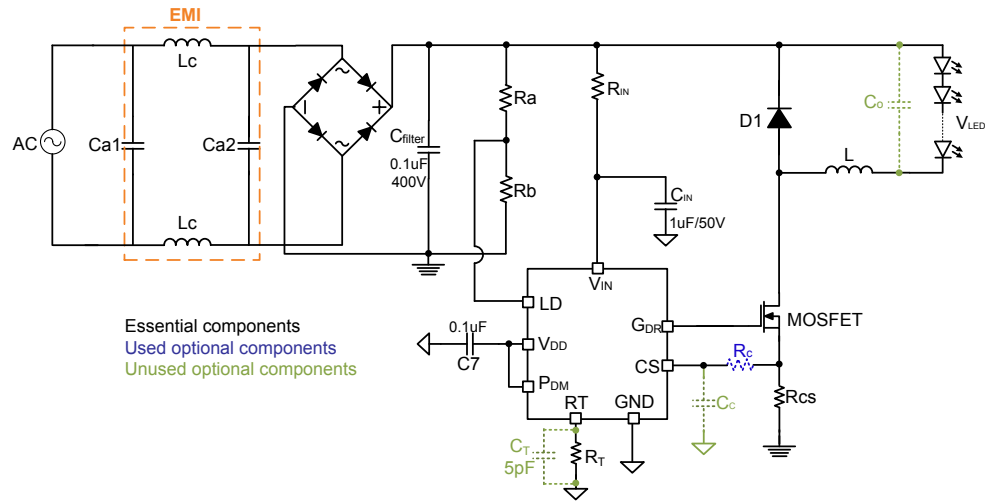 EMI
Lc
AC
Ca1
Ca2
Lc
~
~
+
Cfilter
0.1uF
400V
Ra
Rb
RIN
CIN
1uF/50V
D1
L
Co
VLED
Essential components
Used optional components
Unused optional components
LD
VIN
GDR
0.1uF
C7
VDD
PDM
CS
RT
GND
MOSFET
Rc
Cc
Rcs
CT
5pF
RT